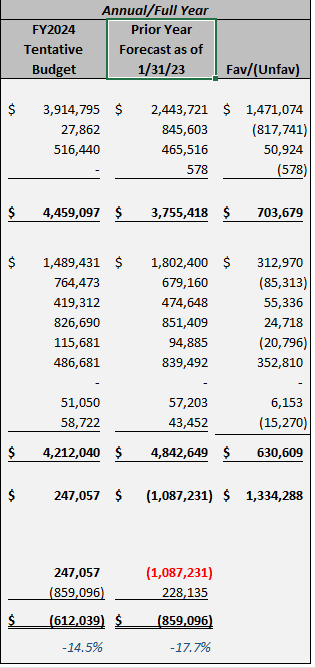 Annual/Full Year
FY2024 Tentative Budget Prior Year Forecast as of 1/31/23 Fav/(Unfav)
$ 3,914,795 $ 2,443,721 $ 1,471,074
27,862 845,603 (817,741)
516,440 465,516 50,924
- 578 (578)
$ 4,459,097 $ 3,755,418 $ 703,679
$ 1,489,431 $ 1,802,400 $ 312,970
764,473 679,160 (85,313)
419,312 474,648 55,336
826,690 851,409 24,718
115,681 94,885 (20,796)
486,681 839,492 352,810
- - -
51,050 57,203 6,153
58,722 43,452 (15,270)
$ 4,212,040 $ 4,842,649 $ 630,609
$ 247,057 $ (1,087,231) $ 1,334,288
247,057 (1,087,231)
(859,096) 228,135
$ (612,039) $ (859,096)
-14.5% -17.7%